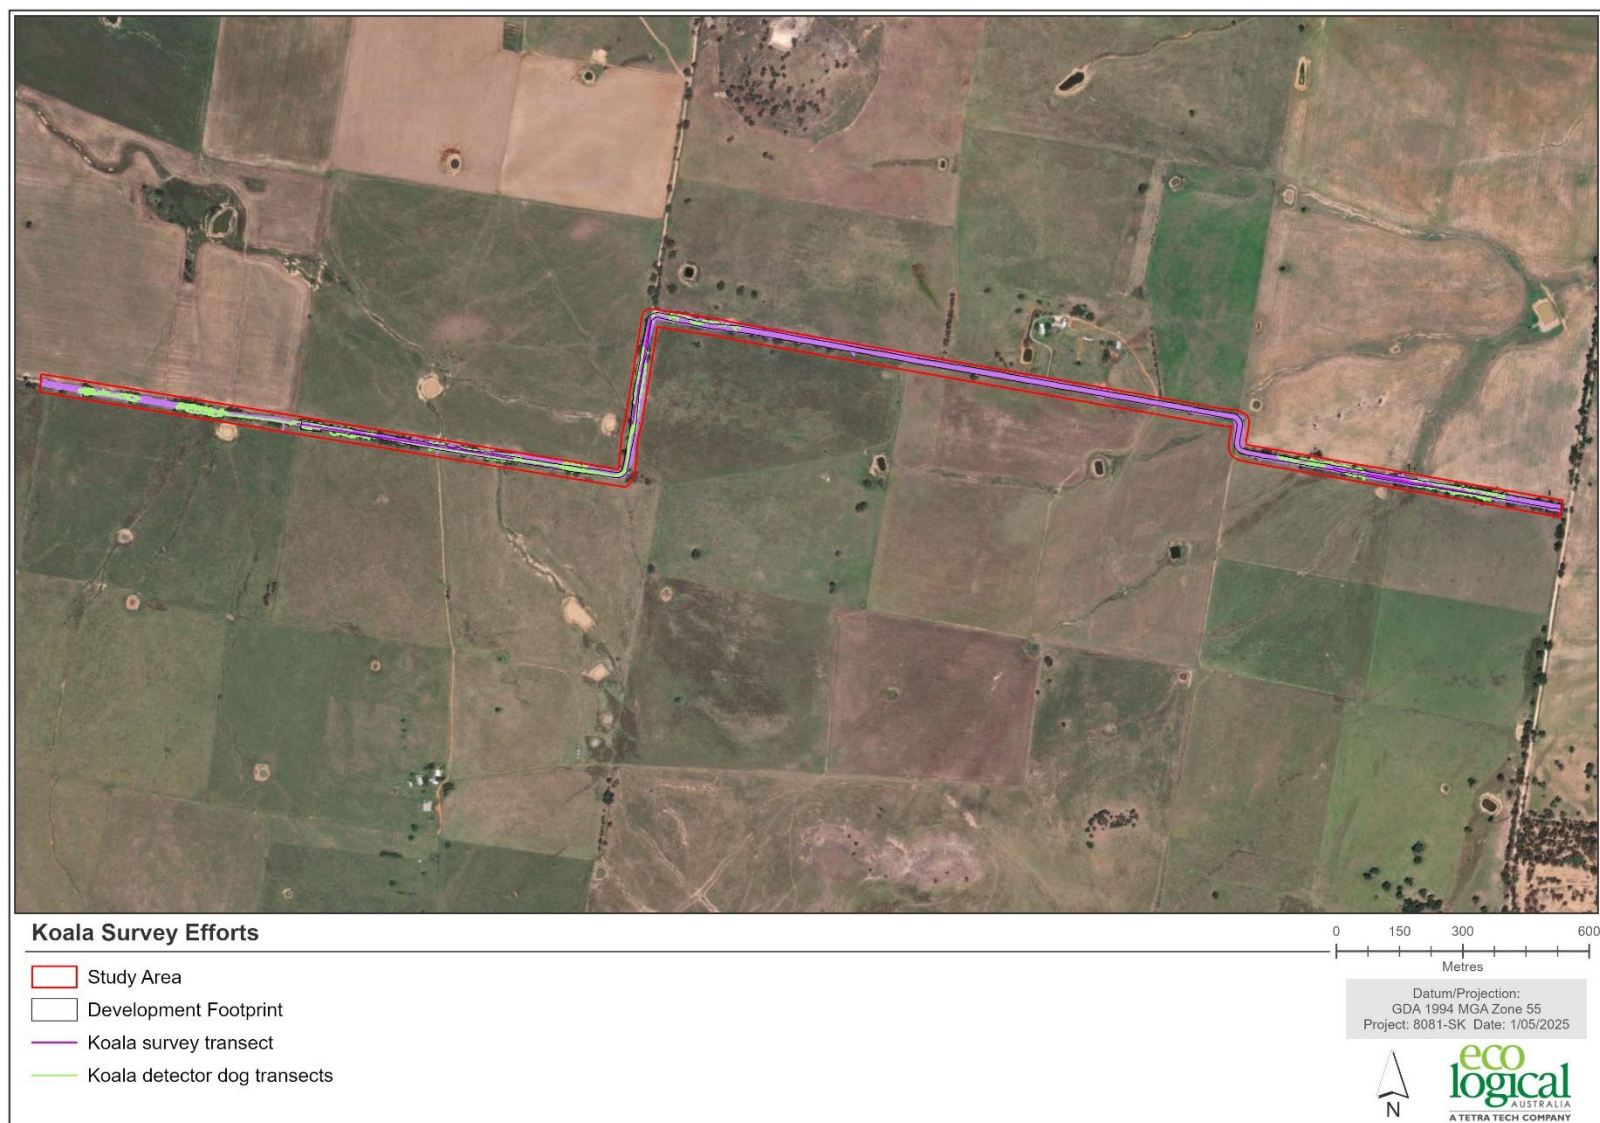 Koala Survey Efforts
Study Area
Development Footprint
Koala survey transect
Koala detector dog transects
0 150 300 600
Metres
Datum/Projection:
GDA 1994 MGA Zone 55
Project: 8081-SK Date: 1/05/2025
N
eco
logical
AUSTRALIA
A TETRA TECH COMPANY